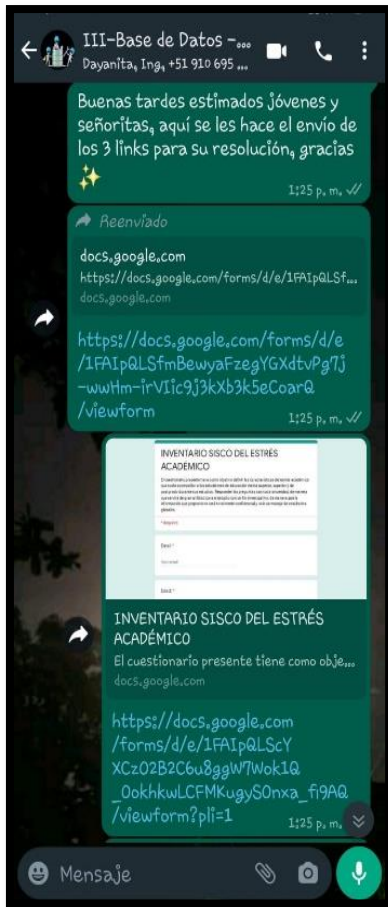 III-Base de Datos -...
Dayanita, Ing, +51 910 695 ...
Buenas tardes estimados jóvenes y
señoritas, aquí se les hace el envío de
los 3 links para su resolución, gracias
✨
1:25 p. m.
Reenviado
docs.google.com
https://docs.google.com/forms/d/e/1FAIpQLSf...
docs.google.com
https://docs.google.com/forms/d/e
/1FAIpQLSfmBewyaFzegYGXdtvPg7j
-wwHm-irVIic9j3kXb3k5eCoarQ
/viewform
1:25 p. m.
INVENTARIO SISCO DEL ESTRÉS
ACADÉMICO
Email *
INVENTARIO SISCO DEL ESTRÉS
ACADÉMICO
El cuestionario presente tiene como obje...
docs.google.com
https://docs.google.com
/forms/d/e/1FAIpQLScY
XCzO2B2C6u8ggW7Wok1Q
_OokhkwLCFMKugySOnxa_fi9AQ
/viewform?pli=1
1:25 p. m.
Mensaje